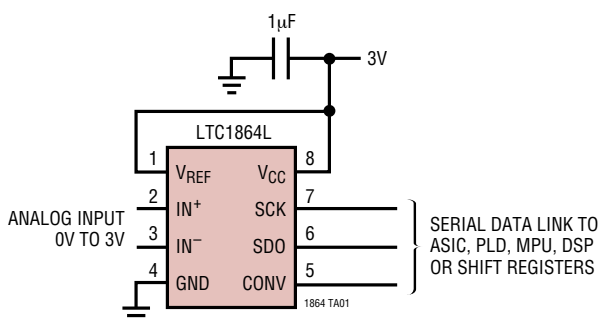 1µF
3V
LTC1864L
1
VREF
VCC
8
2
IN+
SCK
7
ANALOG INPUT
0V TO 3V
3
IN–
SDO
6
4
GND
CONV
5
SERIAL DATA LINK TO
ASIC, PLD, MPU, DSP
OR SHIFT REGISTERS
1864 TA01